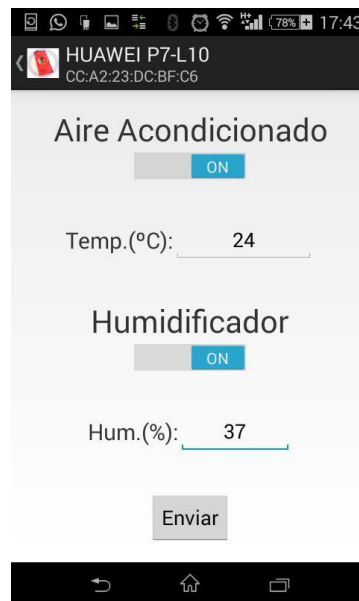 78% 17:43
HUAWEI P7-L10
CC:A2:23:DC:BF:C6
Aire Acondicionado
ON
Temp.(ºC): 24
Humidificador
ON
Hum.(%): 37
Enviar